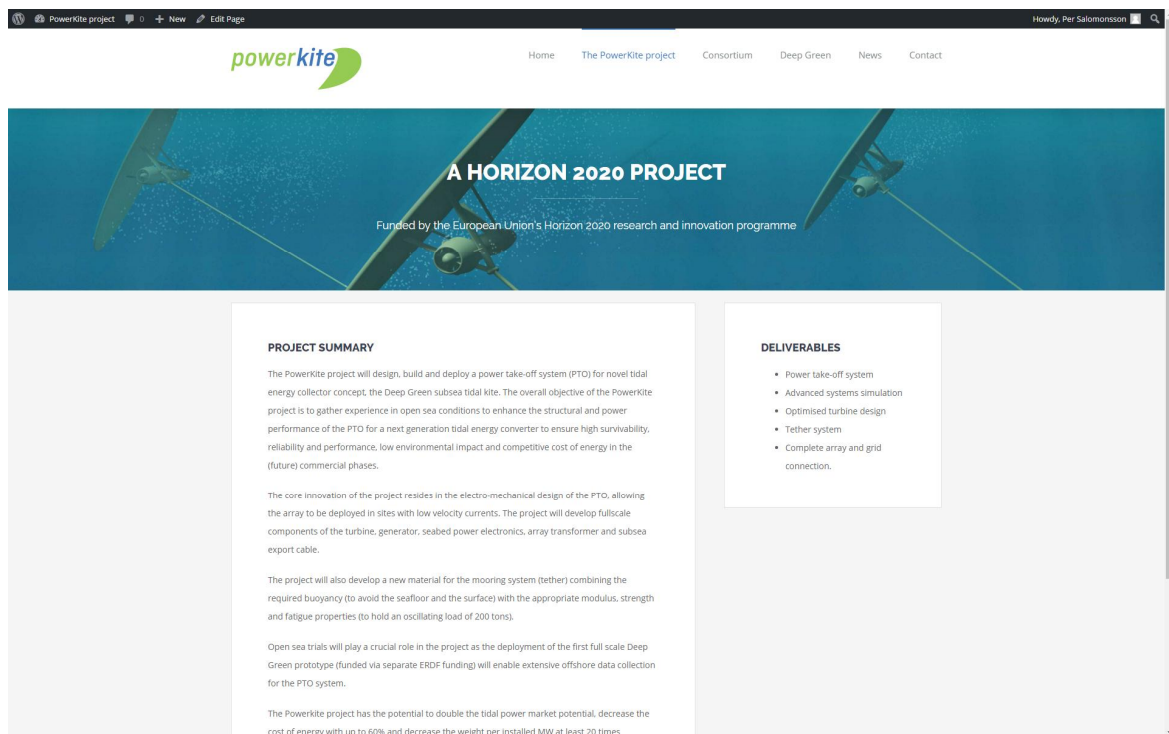 PowerKite project 0 New Edit Page Howdy, Per Salomonsson
powerkite
Home The PowerKite project Consortium Deep Green News Contact
A HORIZON 2020 PROJECT
Funded by the European Union's Horizon 2020 research and innovation programme
PROJECT SUMMARY
The PowerKite project will design, build and deploy a power take-off system (PTO) for novel tidal
energy collector concept, the Deep Green subsea tidal kite. The overall objective of the PowerKite
project is to gather experience in open sea conditions to enhance the structural and power
performance of the PTO for a next generation tidal energy converter to ensure high survivability,
reliability and performance, low environmental impact and competitive cost of energy in the
(future) commercial phases.
The core innovation of the project resides in the electro-mechanical design of the PTO, allowing
the array to be deployed in sites with low velocity currents. The project will develop fullscale
components of the turbine, generator, seabed power electronics, array transformer and subsea
export cable.
The project will also develop a new material for the mooring system (tether) combining the
required buoyancy (to avoid the seafloor and the surface) with the appropriate modulus, strength
and fatigue properties (to hold an oscillating load of 200 tons).
Open sea trials will play a crucial role in the project as the deployment of the first full scale Deep
Green prototype (funded via separate ERDF funding) will enable extensive offshore data collection
for the PTO system.
The Powerkite project has the potential to double the tidal power market potential, decrease the
cost of energy with up to 60% and decrease the weight per installed MW at least 20 times
DELIVERABLES
• Power take-off system
• Advanced systems simulation
• Optimised turbine design
• Tether system
• Complete array and grid
connection.